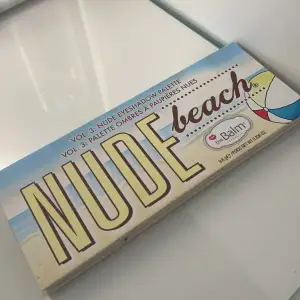 VOL. 3: NUDE EYESHADOW PALETTE
VOL. 3: PALETTE OMBRES À PAUPIÈRES NUES
NUDE
beach®
theBalm